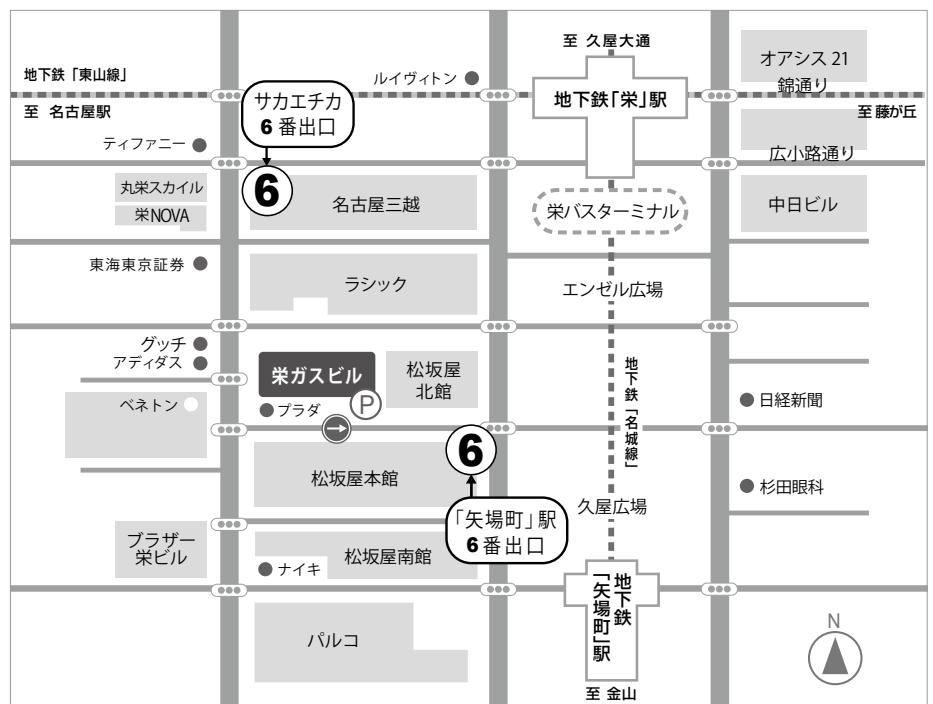 至 久屋大通
オアシス 21
地下鉄「東山線」
ルイヴィトン
錦通り
サカエチカ
6 番出口
地下鉄「栄」駅
至 名古屋駅
至 藤が丘
ティファニー
広小路通り
丸栄スカイル
栄NOVA
6
名古屋三越
栄バスターミナル
中日ビル
東海東京証券
ラシック
エンゼル広場
グッチ
アディダス
栄ガスビル
松坂屋
北館
地下鉄「名城線」
ベネトン
プラダ
P
日経新聞
6
松坂屋本館
杉田眼科
「矢場町」駅
6 番出口
久屋広場
ブラザー
栄ビル
松坂屋南館
ナイキ
地下鉄
「矢場町」駅
パルコ
N
至 金山